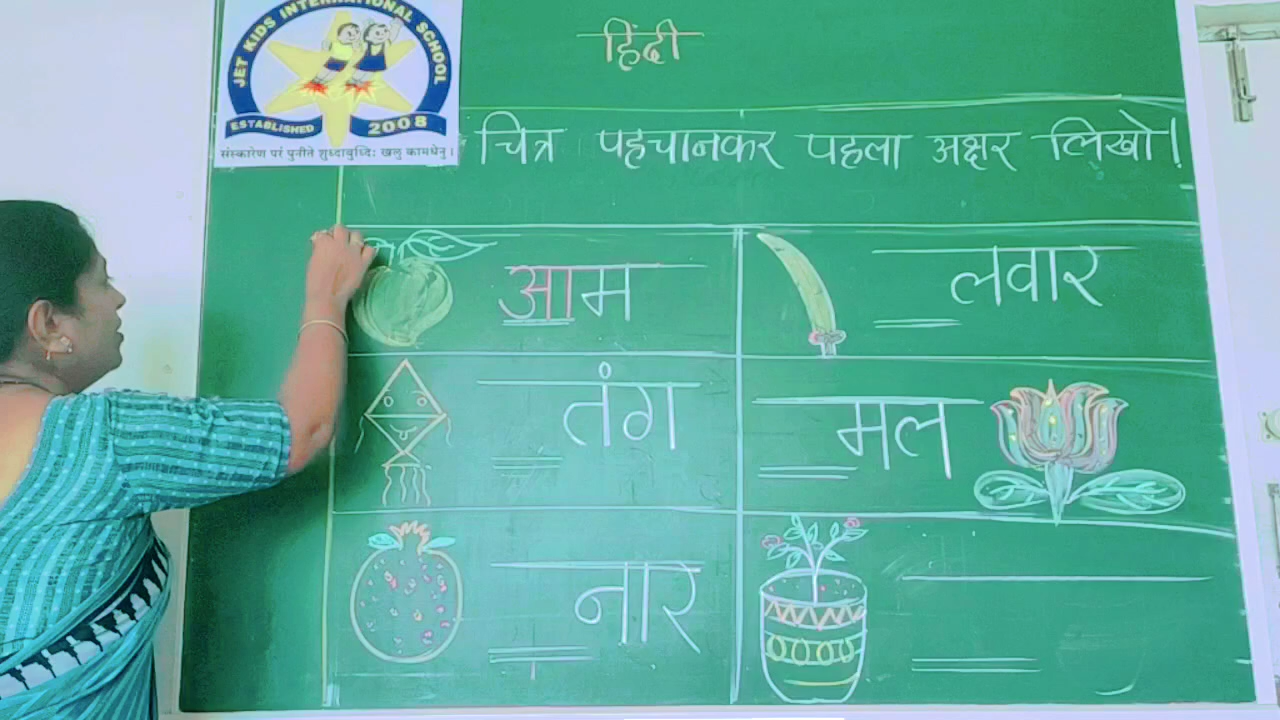 JET KIDS INTERNATIONAL SCHOOL
ESTABLISHED 2008
संस्कारेण परं पुनीते शुध्दाबुध्दिः खलु कामधेनु।
हिंदी
चित्र पहचानकर पहला अक्षर लिखो!
आम
लवार
तंग
मल
नार